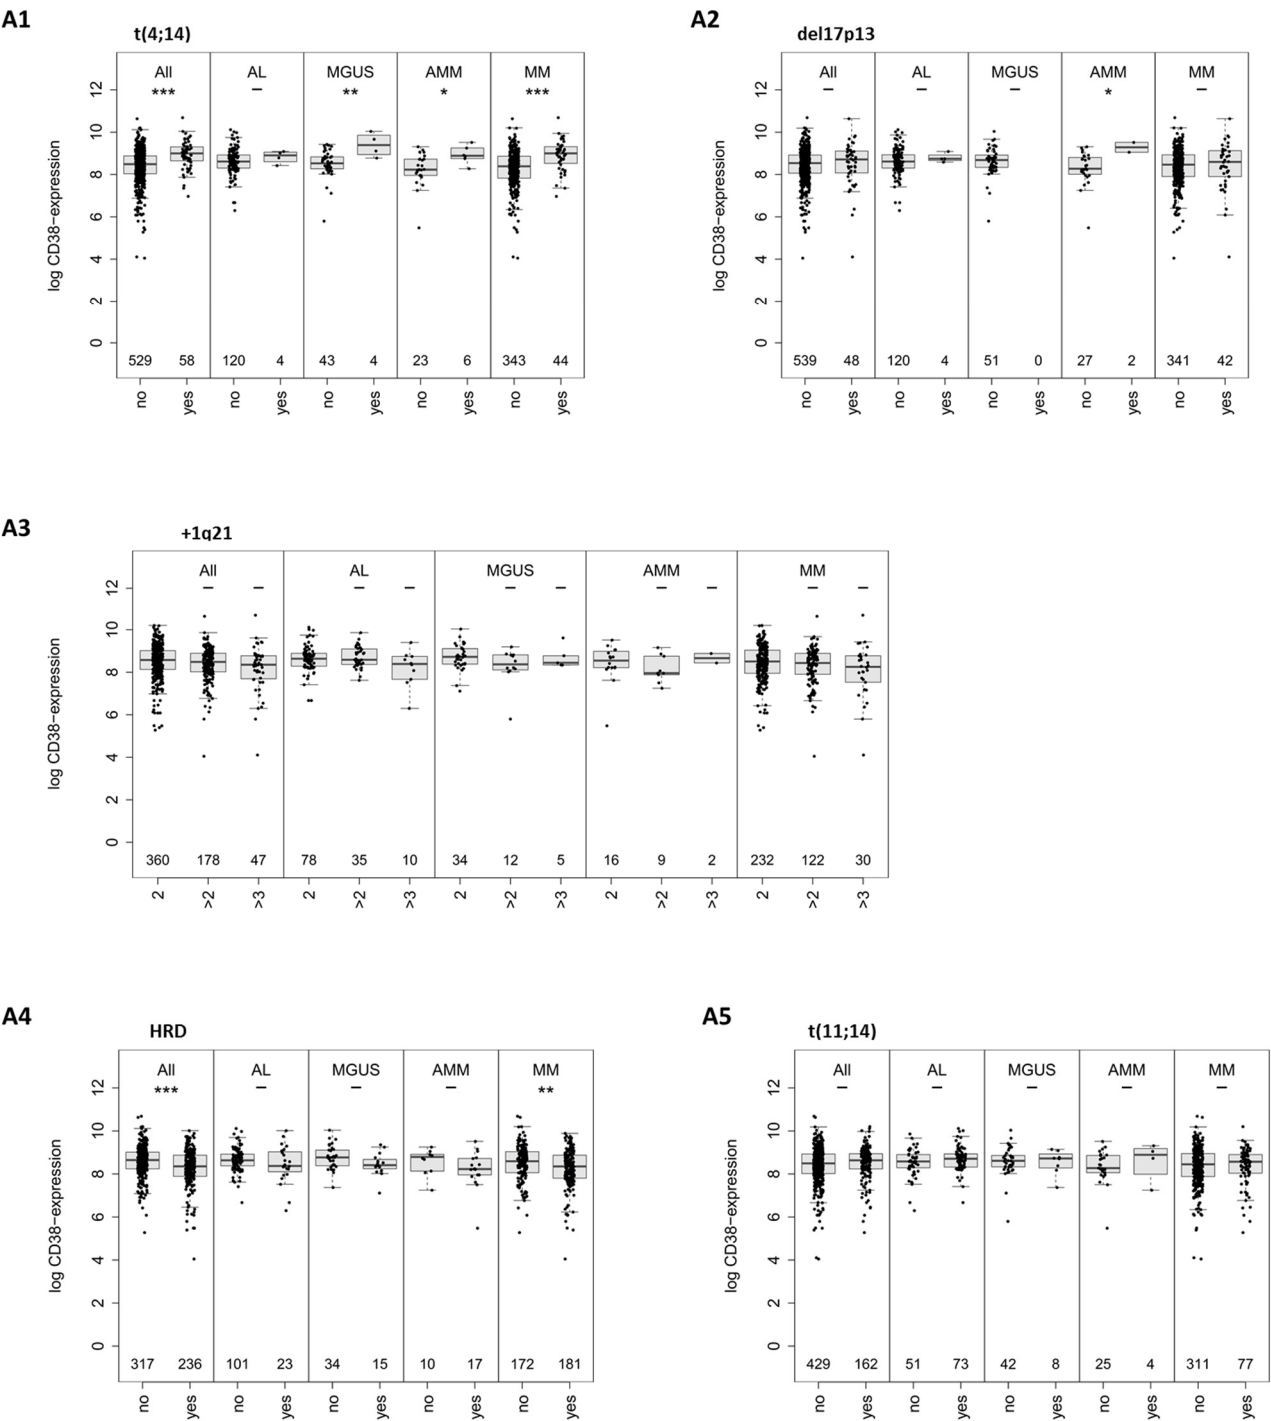 A1
t(4;14)
All AL MGUS AMM MM
*** – ** * ***
log CD38−expression
12
10
8
6
4
2
0
529 58 120 4 43 4 23 6 343 44
no yes no yes no yes no yes no yes
A2
del17p13
All AL MGUS AMM MM
– – – * –
log CD38−expression
12
10
8
6
4
2
0
539 48 120 4 51 0 27 2 341 42
no yes no yes no yes no yes no yes
A3
+1q21
All AL MGUS AMM MM
– – – – – – – – – –
log CD38−expression
12
10
8
6
4
2
0
360 178 47 78 35 10 34 12 5 16 9 2 232 122 30
2 >2 >3 2 >2 >3 2 >2 >3 2 >2 >3 2 >2 >3
A4
HRD
All AL MGUS AMM MM
*** – – – **
log CD38−expression
12
10
8
6
4
2
0
317 236 101 23 34 15 10 17 172 181
no yes no yes no yes no yes no yes
A5
t(11;14)
All AL MGUS AMM MM
– – – – –
log CD38−expression
12
10
8
6
4
2
0
429 162 51 73 42 8 25 4 311 77
no yes no yes no yes no yes no yes